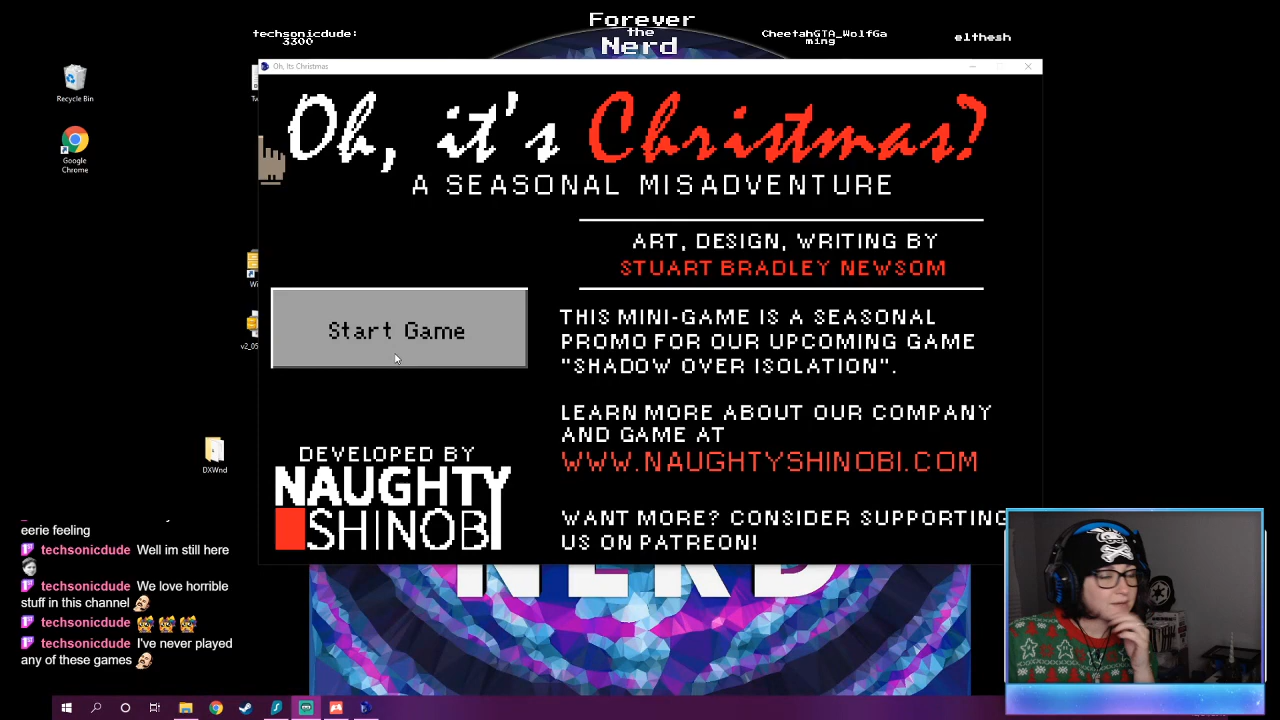 techsonicdude:
3300
Forever
the
Nerd
CheetahGTA_WolfGa
ming
elthesh
Oh, Its Christmas
Recycle Bin
Google
Chrome
DXWnd
Oh, it's Christmas?
A SEASONAL MISADVENTURE
ART, DESIGN, WRITING BY
STUART BRADLEY NEWSOM
Start Game
THIS MINI-GAME IS A SEASONAL
PROMO FOR OUR UPCOMING GAME
"SHADOW OVER ISOLATION".
LEARN MORE ABOUT OUR COMPANY
AND GAME AT
WWW.NAUGHTYSHINOBI.COM
DEVELOPED BY
NAUGHTY
SHINOBI
WANT MORE? CONSIDER SUPPORTING
US ON PATREON!
NERD
eerie feeling
techsonicdude Well im still here
techsonicdude We love horrible
stuff in this channel
techsonicdude
techsonicdude I've never played
any of these games